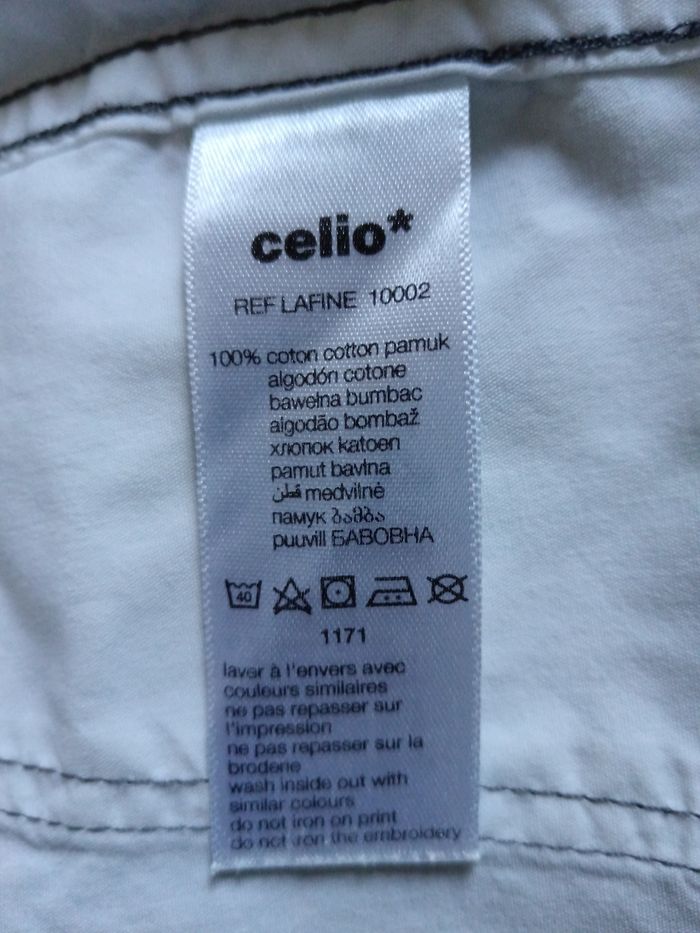 celio*
REF LAFINE 10002
100% coton cotton pamuk
algodón cotone
bawełna bumbac
algodão bombaž
хлопок katoen
pamut bavlna
قطن medvilnė
памук ბამბა
puuvill БАВОВНА
40
1171
laver à l'envers avec
couleurs similaires
ne pas repasser sur
l'impression
ne pas repasser sur la
broderie
wash inside out with
similar colours
do not iron on print
do not iron the embroidery